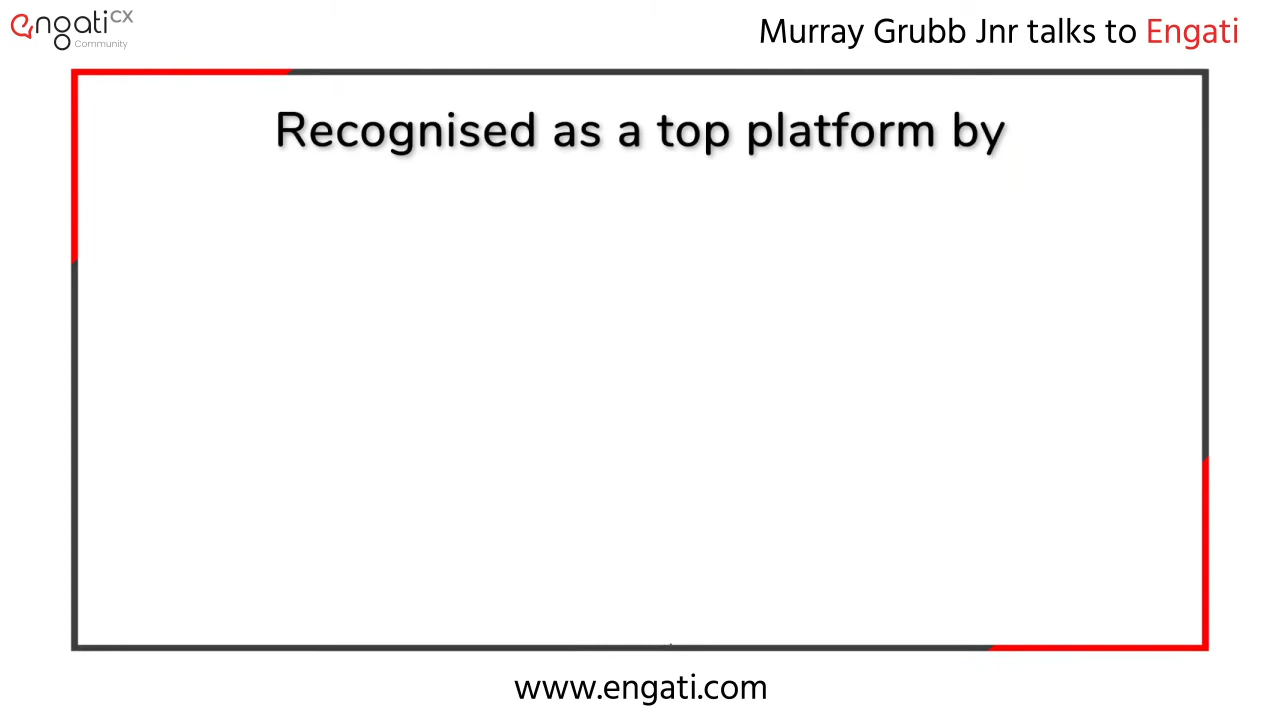 engati CX
Community
Murray Grubb Jnr talks to Engati
Recognised as a top platform by
www.engati.com